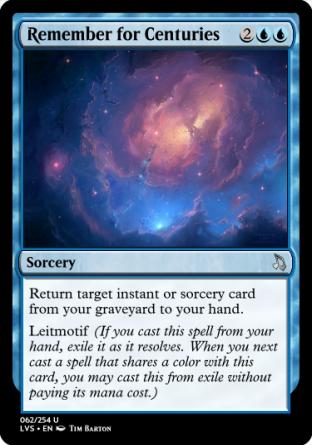 Remember for Centuries 2
Sorcery
Return target instant or sorcery card
from your graveyard to your hand.
Leitmotif (If you cast this spell from your
hand, exile it as it resolves. When you next
cast a spell that shares a color with this
card, you may cast this from exile without
paying its mana cost.)
062/254 U
LVS • EN Tim Barton